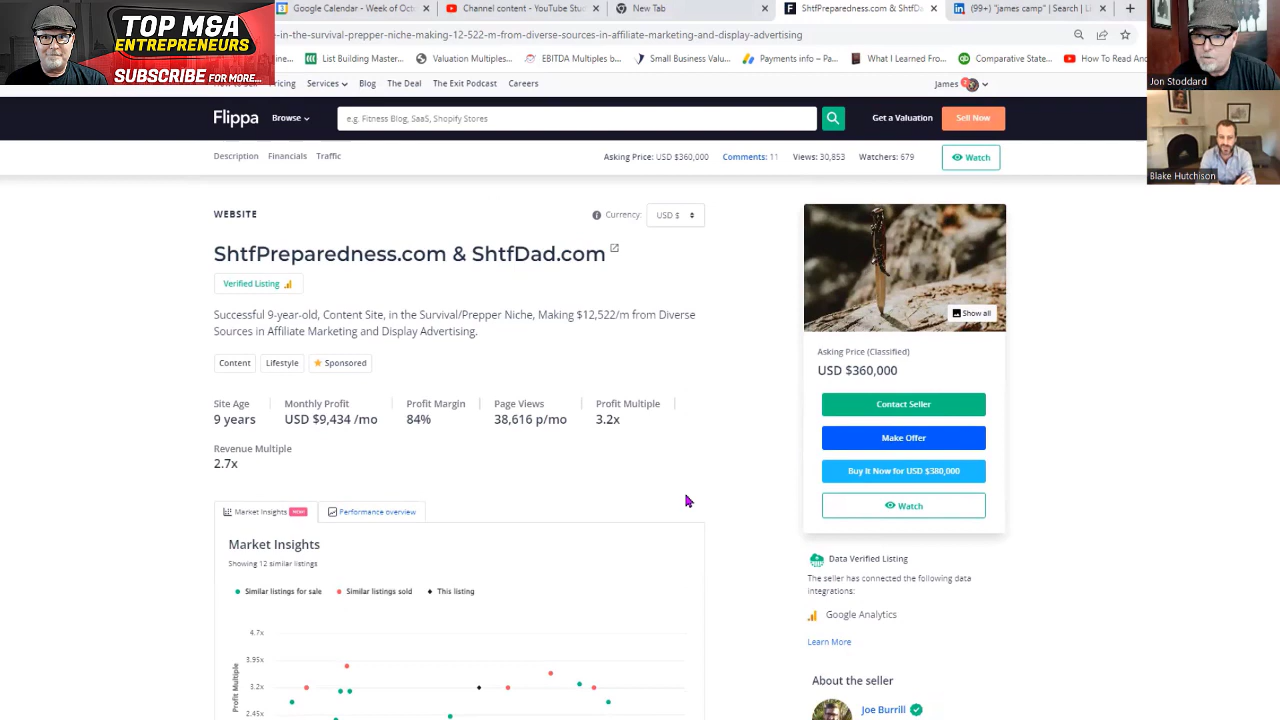 TOP M&A
ENTREPRENEURS
SUBSCRIBE FOR MORE...
Google Calendar - Week of Oct
Channel content - YouTube Stu
New Tab
ShtfPreparedness.com & ShtfDa
(99+) "james camp" | Search | Li
e-in-the-survival-prepper-niche-making-12-522-m-from-diverse-sources-in-affiliate-marketing-and-display-advertising
List Building Master...
Valuation Multiples...
EBITDA Multiples b...
Small Business Valu...
Payments info – Pa...
What I Learned Fro...
Comparative State...
How To Read An
Jon Stoddard
Pricing
Services
Blog
The Deal
The Exit Podcast
Careers
James
Flippa
Browse
e.g. Fitness Blog, SaaS, Shopify Stores
Get a Valuation
Sell Now
Description
Financials
Traffic
Asking Price: USD $360,000
Comments: 11
Views: 30,853
Watchers: 679
Watch
Blake Hutchison
WEBSITE
Currency:
USD $
ShtfPreparedness.com & ShtfDad.com
Verified Listing
Successful 9-year-old, Content Site, in the Survival/Prepper Niche, Making $12,522/m from Diverse
Sources in Affiliate Marketing and Display Advertising.
Content
Lifestyle
Sponsored
Show all
Asking Price (Classified)
USD $360,000
Contact Seller
Make Offer
Buy It Now for USD $380,000
Watch
Site Age
9 years
Monthly Profit
USD $9,434 /mo
Profit Margin
84%
Page Views
38,616 p/mo
Profit Multiple
3.2x
Revenue Multiple
2.7x
Market Insights
NEW
Performance overview
Market Insights
Showing 12 similar listings
Similar listings for sale
Similar listings sold
This listing
4.7x
3.95x
3.2x
2.45x
Profit Multiple
Data Verified Listing
The seller has connected the following data
integrations:
Google Analytics
Learn More
About the seller
Joe Burrill